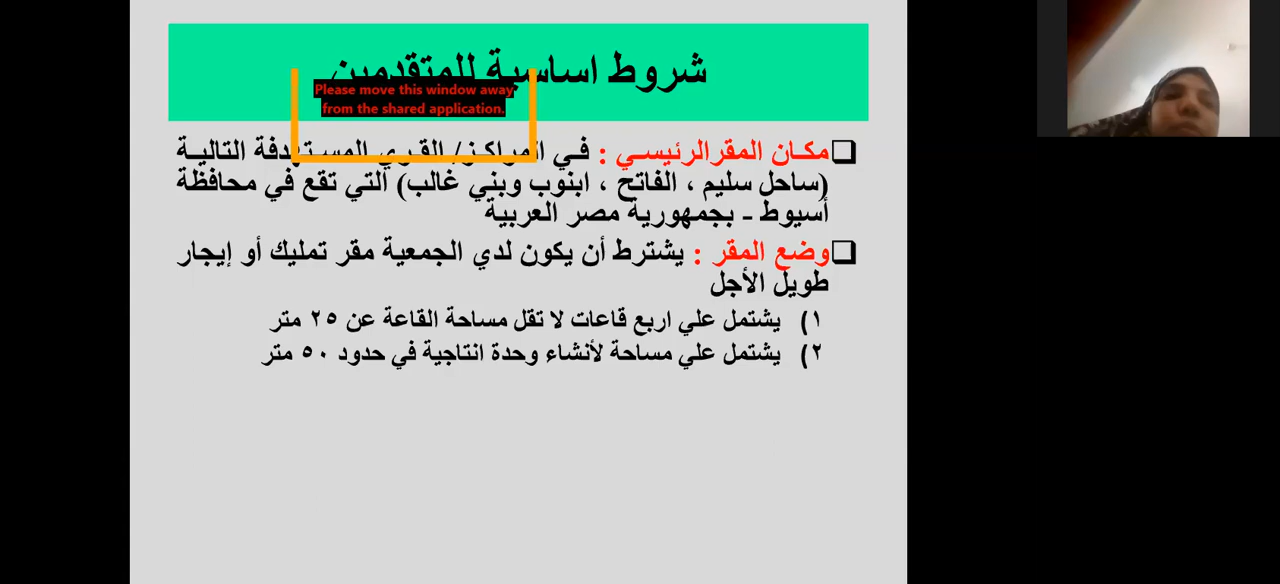 شروط اساسية للمتقدمين
Please move this window away
from the shared application.
مكان المقرالرئيسي : في المراكز/ القري المستهدفة التالية
(ساحل سليم ، الفاتح ، ابنوب وبني غالب) التي تقع في محافظة
أسيوط - بجمهورية مصر العربية
وضع المقر : يشترط أن يكون لدي الجمعية مقر تمليك أو إيجار
طويل الأجل
١) يشتمل علي اربع قاعات لا تقل مساحة القاعة عن ٢٥ متر
٢) يشتمل علي مساحة لأنشاء وحدة انتاجية في حدود ٥٠ متر